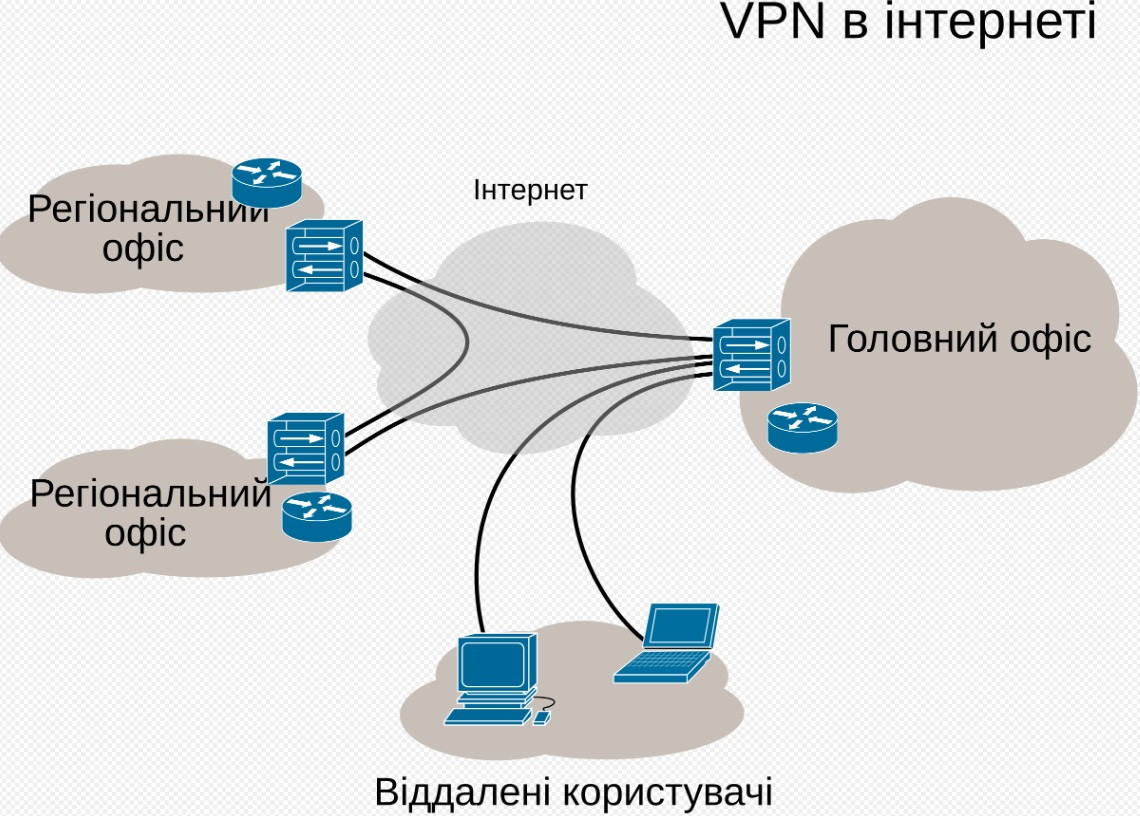 VPN в інтернеті
Інтернет
Регіональний
офіс
Головний офіс
Регіональний
офіс
Віддалені користувачі